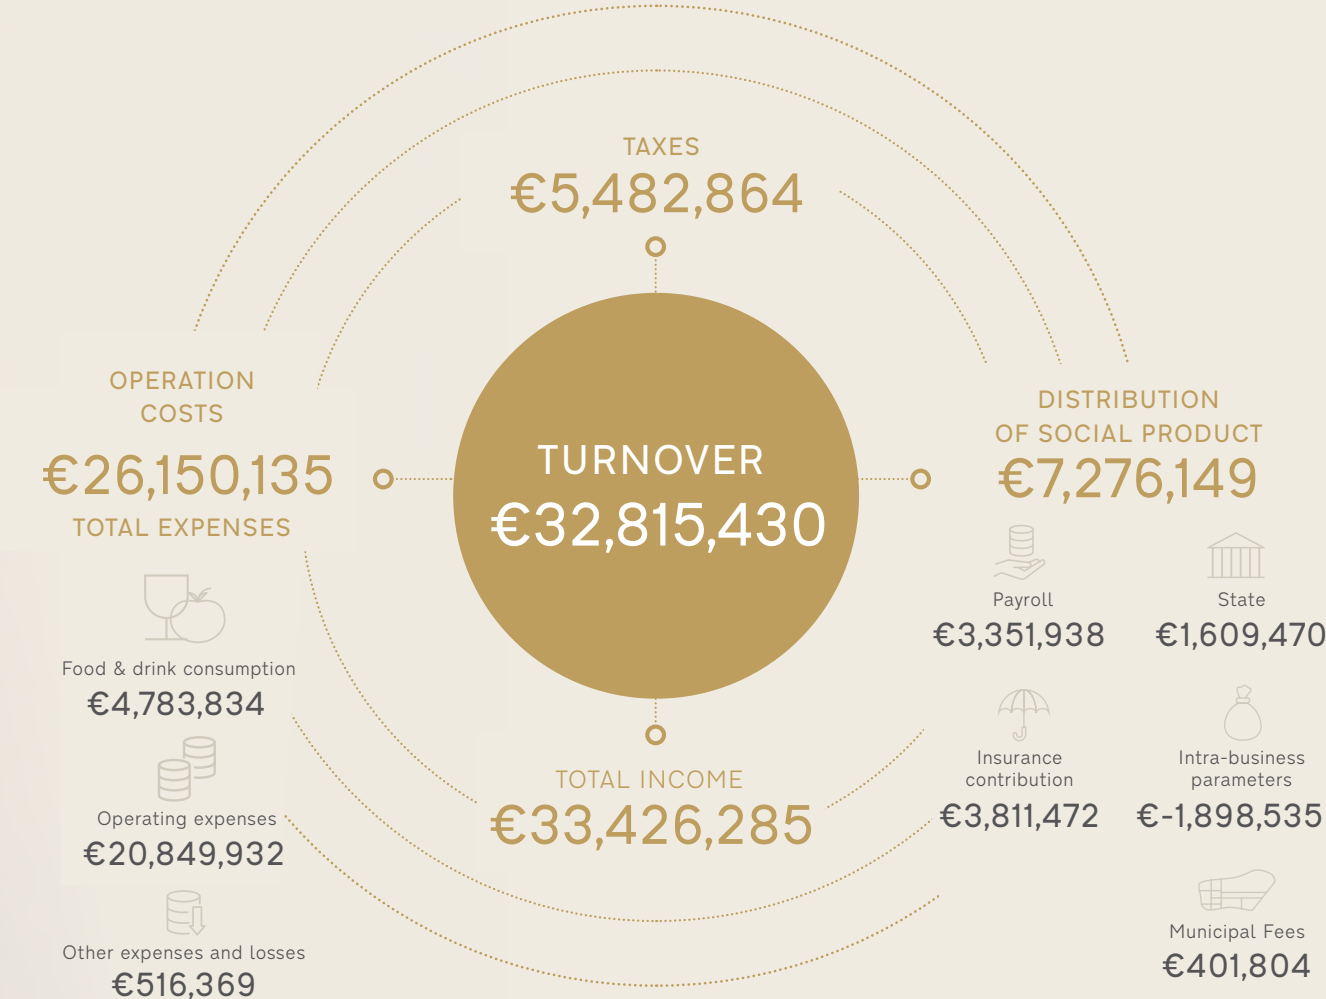 TAXES
€5,482,864
OPERATION
COSTS
€26,150,135
TOTAL EXPENSES
Food & drink consumption
€4,783,834
Operating expenses
€20,849,932
Other expenses and losses
€516,369
TURNOVER
€32,815,430
TOTAL INCOME
€33,426,285
DISTRIBUTION
OF SOCIAL PRODUCT
€7,276,149
Payroll
€3,351,938
State
€1,609,470
Insurance
contribution
€3,811,472
Intra-business
parameters
€-1,898,535
Municipal Fees
€401,804